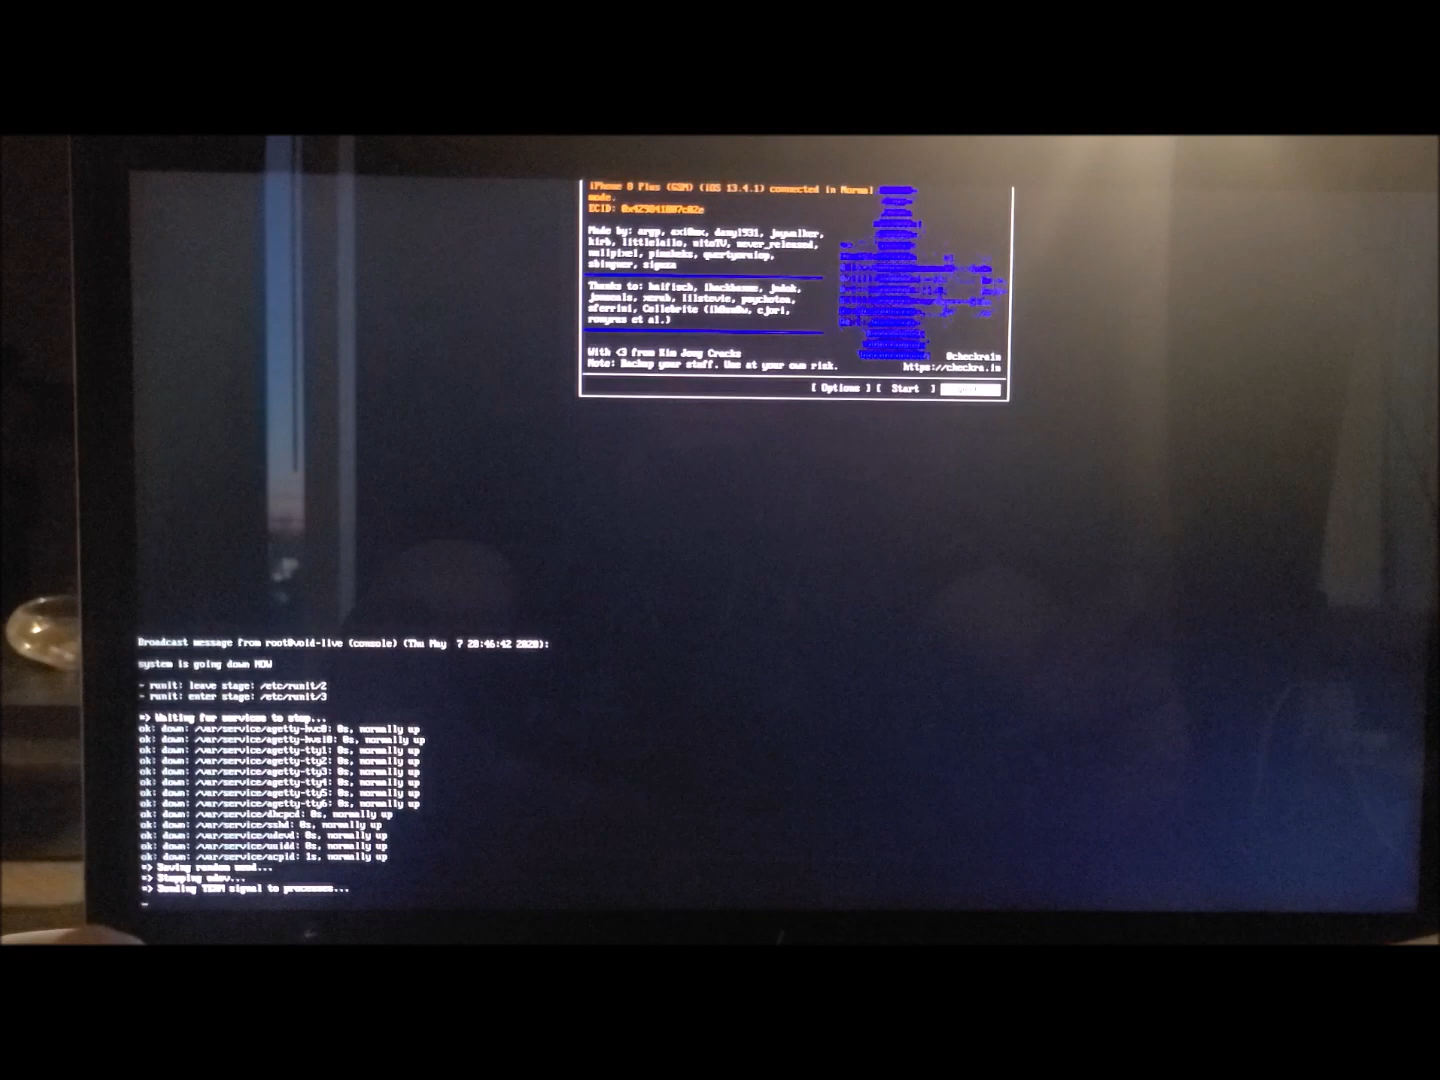 iPhone 8 Plus (GSM) (iOS 13.4.1) connected in Normal
mode.
ECID:
Made by: argp, axi0mx, danyl931, jaywalker,
kirb, littlelailo, nitoTV, never_released,
nullpixel, pimskeks, qwertyoruiop,
sbingner, siguza
Thanks to: haifisch, ihackbanme, jndok,
jonseals, xerub, lilstevie, psychotea,
sferrini, Cellebrite (ih0sn0w, cjori,
ronyrus et al.)
With <3 from Kim Jong Cracks
Note: Backup your stuff. Use at your own risk.
@checkra1n
https://checkra.in
[ Options ] [ Start ]
Broadcast message from root@void-live (console) (Thu May 7 20:46:42 2020):
system is going down NOW
- runit: leave stage: /etc/runit/2
- runit: enter stage: /etc/runit/3
=> Waiting for services to stop...
ok: down: /var/service/agetty-hvc0: 0s, normally up
ok: down: /var/service/agetty-hvsi0: 0s, normally up
ok: down: /var/service/agetty-tty1: 0s, normally up
ok: down: /var/service/agetty-tty2: 0s, normally up
ok: down: /var/service/agetty-tty3: 0s, normally up
ok: down: /var/service/agetty-tty4: 0s, normally up
ok: down: /var/service/agetty-tty5: 0s, normally up
ok: down: /var/service/agetty-tty6: 0s, normally up
ok: down: /var/service/dhcpcd: 0s, normally up
ok: down: /var/service/sshd: 0s, normally up
ok: down: /var/service/udevd: 0s, normally up
ok: down: /var/service/uuidd: 0s, normally up
ok: down: /var/service/acpid: 1s, normally up
=> Saving random seed...
=> Stopping udev...
=> Sending TERM signal to processes...